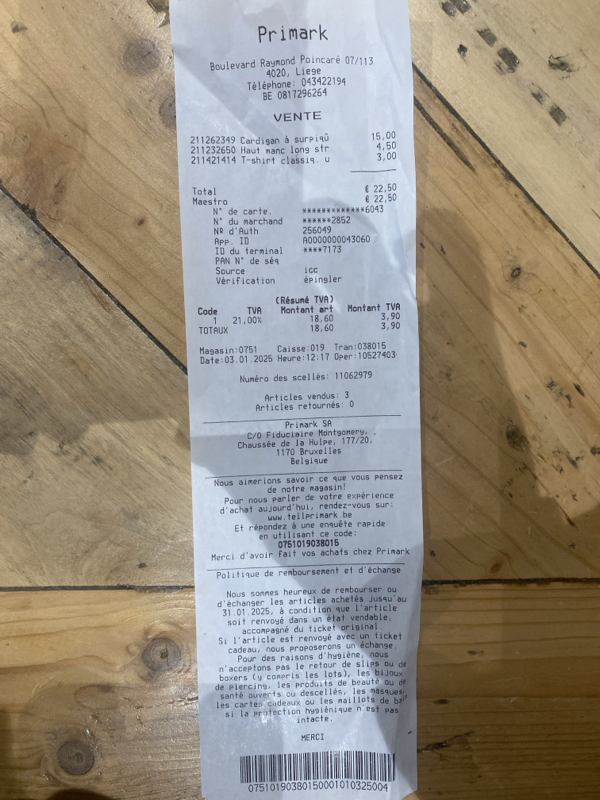 Primark
Boulevard Raymond Poincaré 07/113
4020, Liege
Téléphone: 043422194
BE 0817296264
VENTE
211262349 Cardigan à surpiqû 15,00
211232650 Haut manc long str 4,50
211421414 T-shirt classiq. u 3,00
Total € 22,50
Maestro € 22,50
N° de carte. *************6043
N° du marchand ******2852
Nº d'Auth 256049
App. ID A0000000043060
ID du terminal ****7173
PAN N° de séq
Source icc
Vérification épingler
(Résumé TVA)
Code TVA Montant art Montant TVA
1 21,00% 18,60 3,90
TOTAUX 18,60 3,90
Magasin:0751 Caisse:019 Tran:038015
Date:03.01.2025 Heure:12:17 Oper:10527403
Numéro des scellés: 11062979
Articles vendus: 3
Articles retournés: 0
Primark SA
C/O Fiduciaire Montgomery, .
Chaussée de la Hulpe, 177/20,
1170 Bruxelles
Belgique
Nous aimerions savoir ce que vous pensez
de notre magasin!
Pour nous parler de votre expérience
d'achat aujourd'hui, rendez-vous sur:
www.tellprimark.be
Et répondez à une enquête rapide
en utilisant ce code:
0751019038015
Merci d'avoir fait vos achats chez Primark
Politique de remboursement et d'échange
Nous sommes heureux de rembourser ou
d'échanger les articles achetés jusqu'au
31.01.2025, à condition que l'article
soit renvoyé dans un état vendable,
accompagné du ticket original.
Si l'article est renvoyé avec un ticket
cadeau, nous proposerons un échange.
Pour des raisons d'hygiène, nous
n'acceptons pas le retour de slips ou de
boxers (y compris les lots), les bijoux
de piercing, les produits de beauté ou de
santé ouverts ou descellés, les masques,
les cartes cadeaux ou les maillots de bain
si la protection hygiénique n'est pas
intacte.
MERCI
07510190380150001010325004